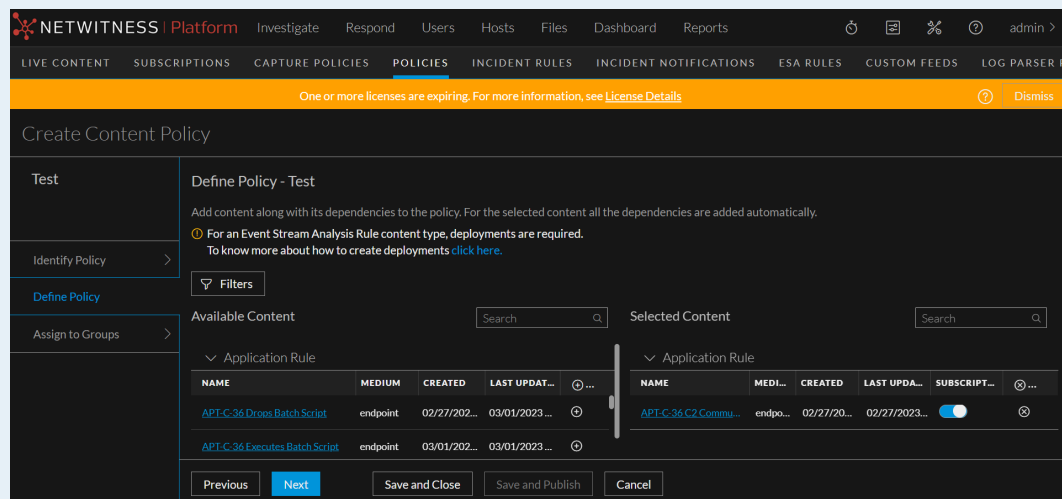 NETWITNESS | Platform Investigate Respond Users Hosts Files Dashboard Reports admin >
LIVE CONTENT SUBSCRIPTIONS CAPTURE POLICIES POLICIES INCIDENT RULES INCIDENT NOTIFICATIONS ESA RULES CUSTOM FEEDS LOG PARSER
One or more licenses are expiring. For more information, see License Details Dismiss
Create Content Policy
Test
Define Policy - Test
Add content along with its dependencies to the policy. For the selected content all the dependencies are added automatically.
For an Event Stream Analysis Rule content type, deployments are required.
To know more about how to create deployments click here.
Identify Policy
Define Policy
Assign to Groups
Filters
Available Content Search Selected Content Search
Application Rule Application Rule
NAME MEDIUM CREATED LAST UPDAT... ... NAME MEDI... CREATED LAST UPDA... SUBSCRIPT... ...
APT-C-36 Drops Batch Script endpoint 02/27/202... 03/01/2023 ... APT-C-36 C2 Commu... endpo... 02/27/20... 02/27/2023...
APT-C-36 Executes Batch Script endpoint 03/01/202... 03/01/2023 ...
Previous Next Save and Close Save and Publish Cancel